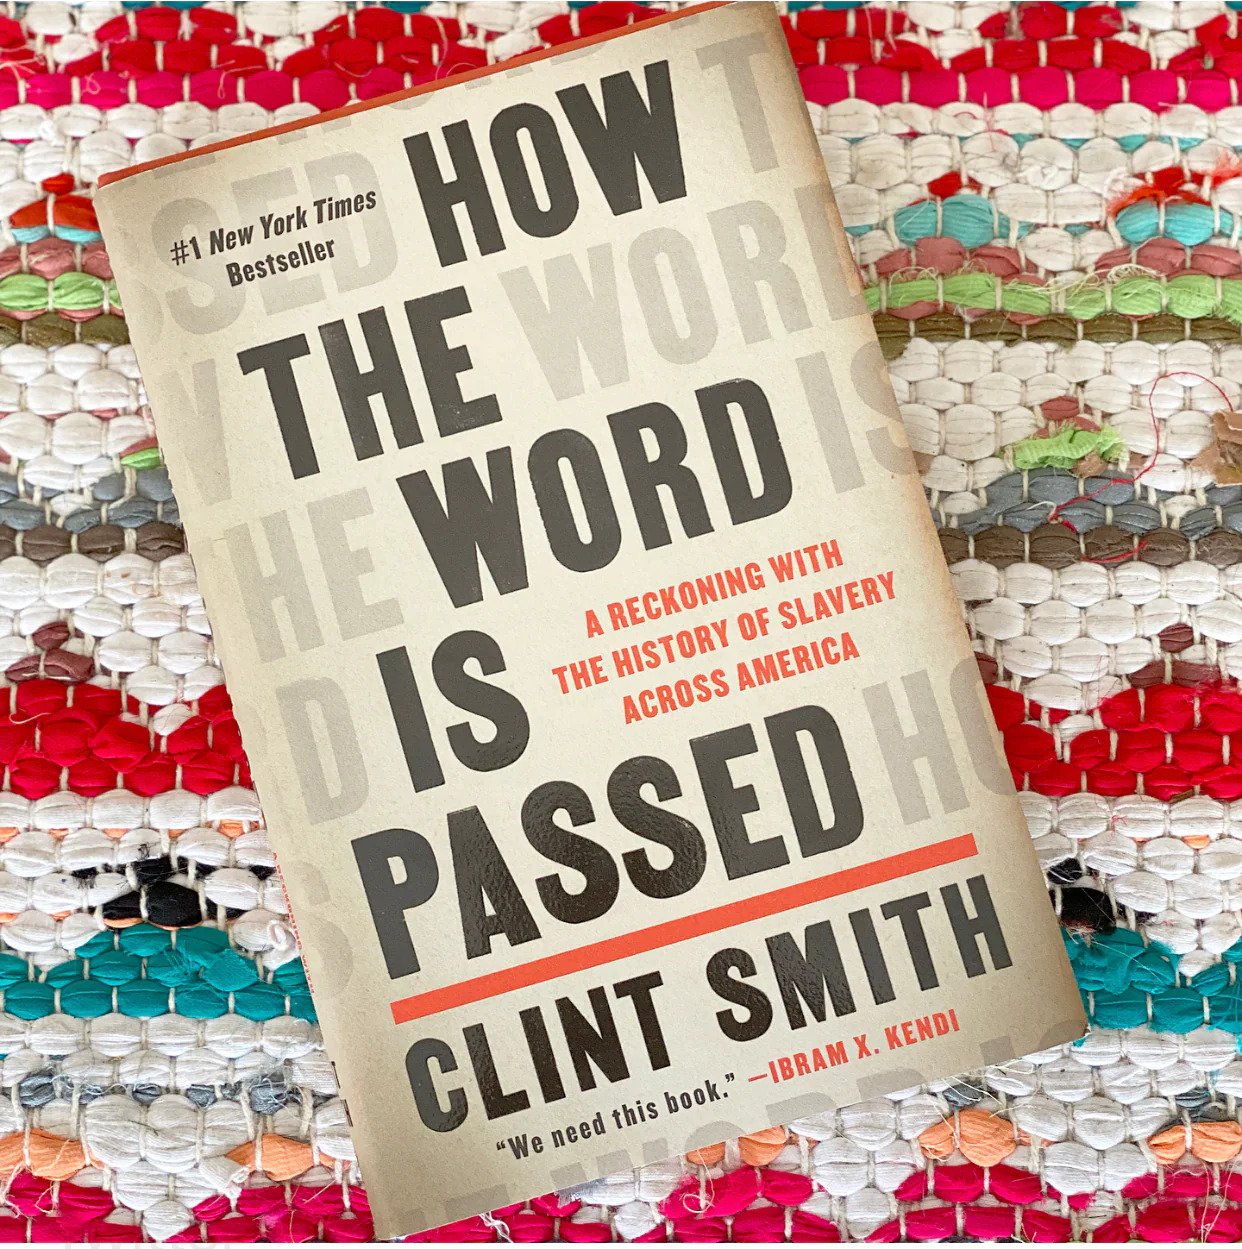 #1 New York Times
Bestseller
HOW
THE
WORD
IS
PASSED
A RECKONING WITH
THE HISTORY OF SLAVERY
ACROSS AMERICA
CLINT SMITH
“We need this book.” —IBRAM X. KENDI